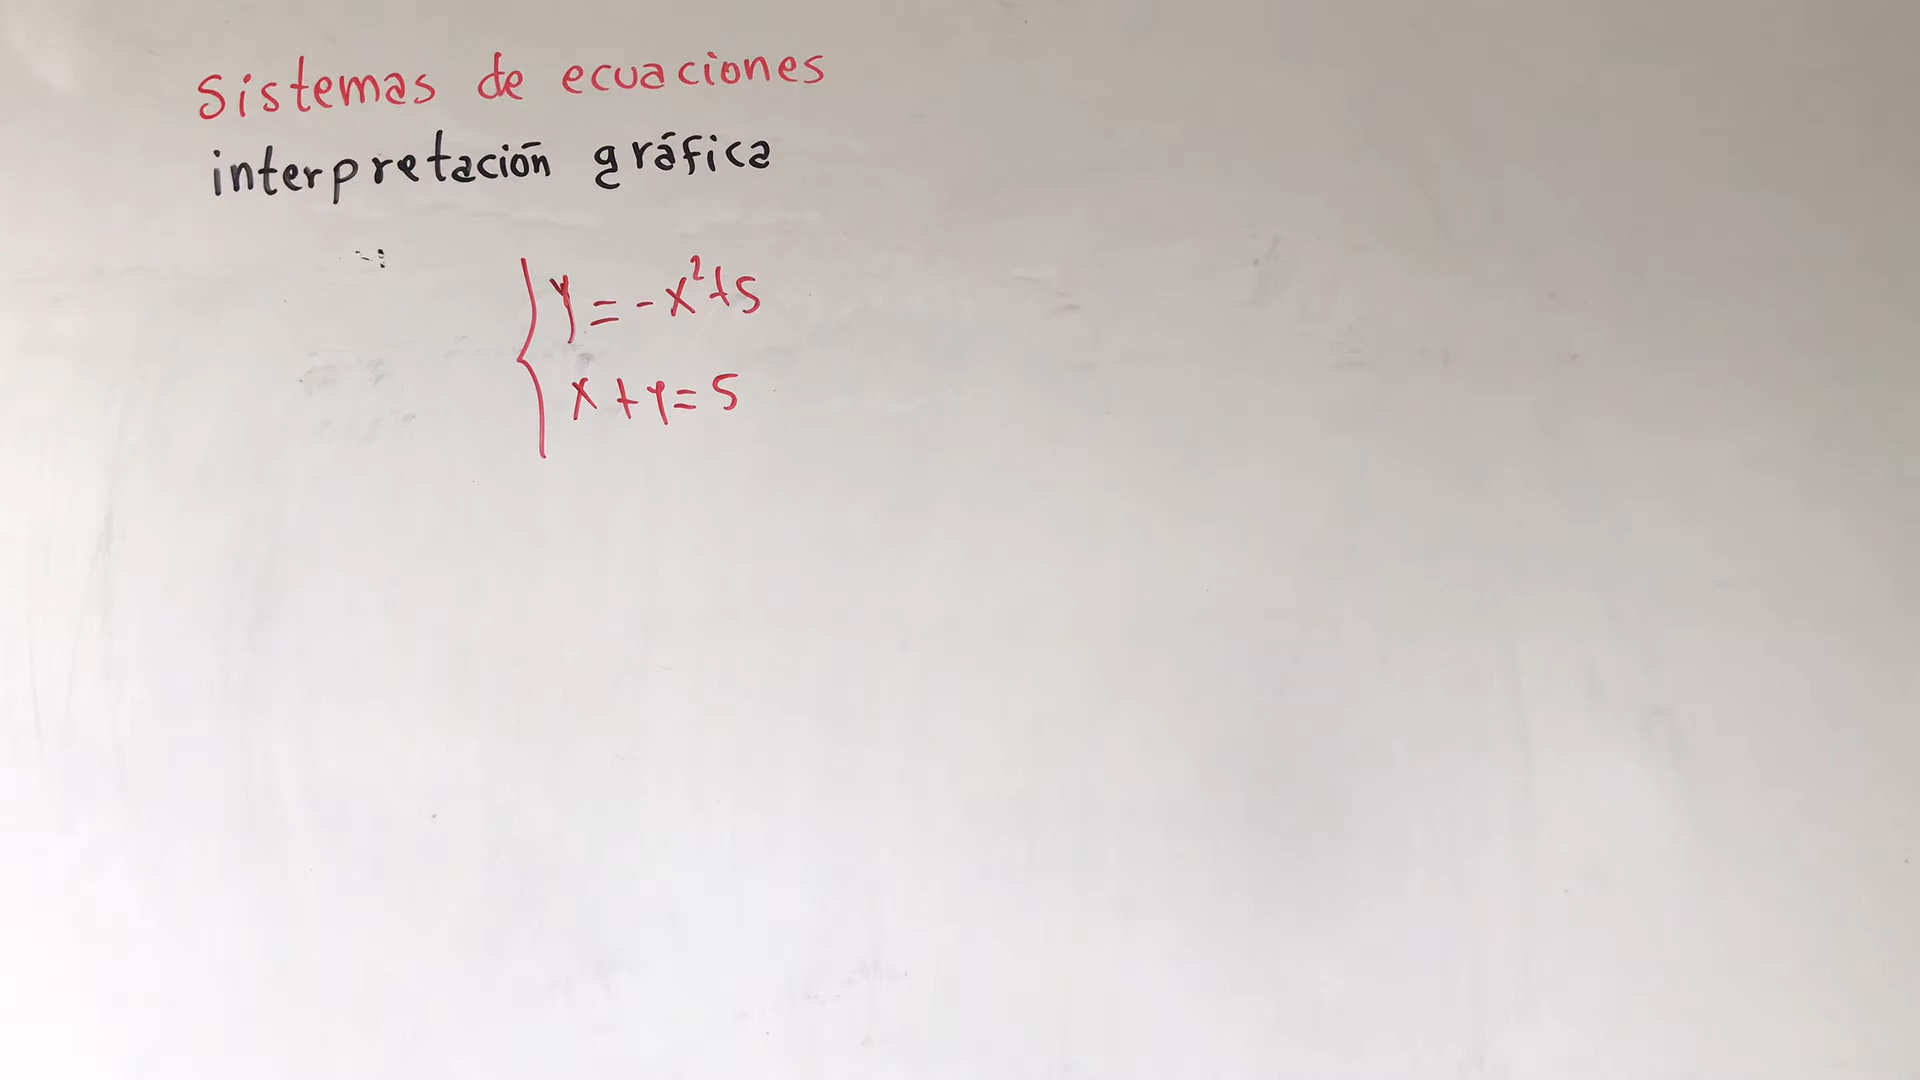 Sistemas de ecuaciones
interpretación gráfica
y = -x²+5
x + y = 5